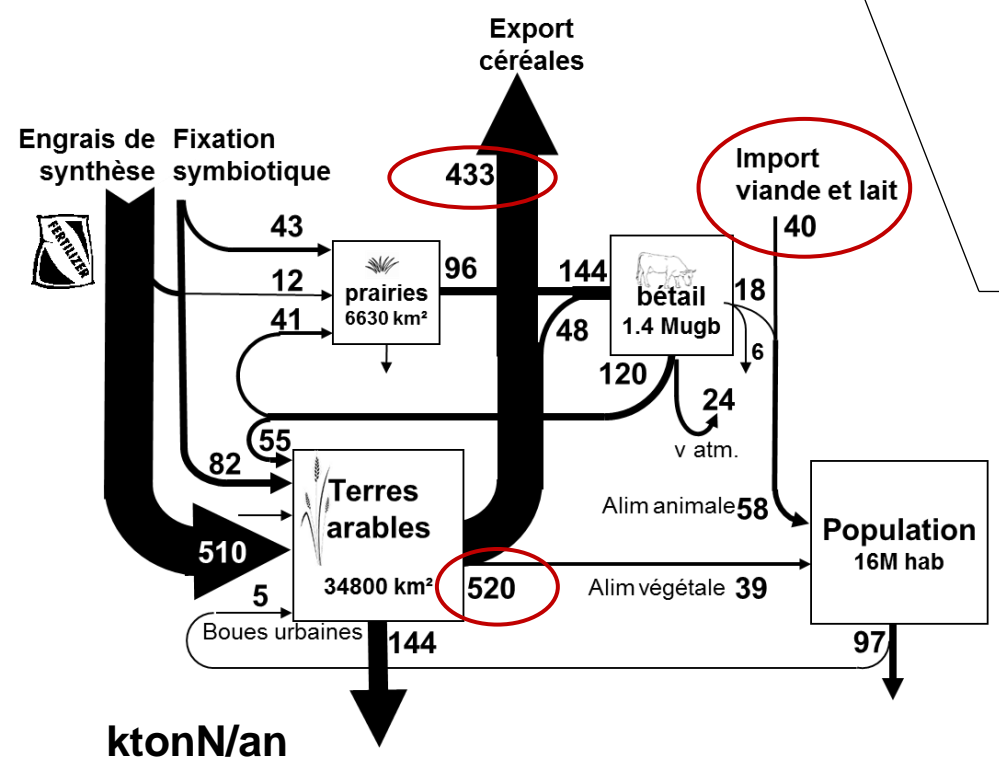 Export
céréales
Engrais de
synthèse
Fixation
symbiotique
FERTILIZER
433
Import
viande et lait
40
43
12
41
prairies
6630 km²
96
144
48
bétail
1.4 Mugb
18
6
120
24
v atm.
55
82
510
Terres
arables
34800 km²
520
Alim animale
58
Alim végétale
39
Population
16M hab
5
Boues urbaines
144
97
ktonN/an